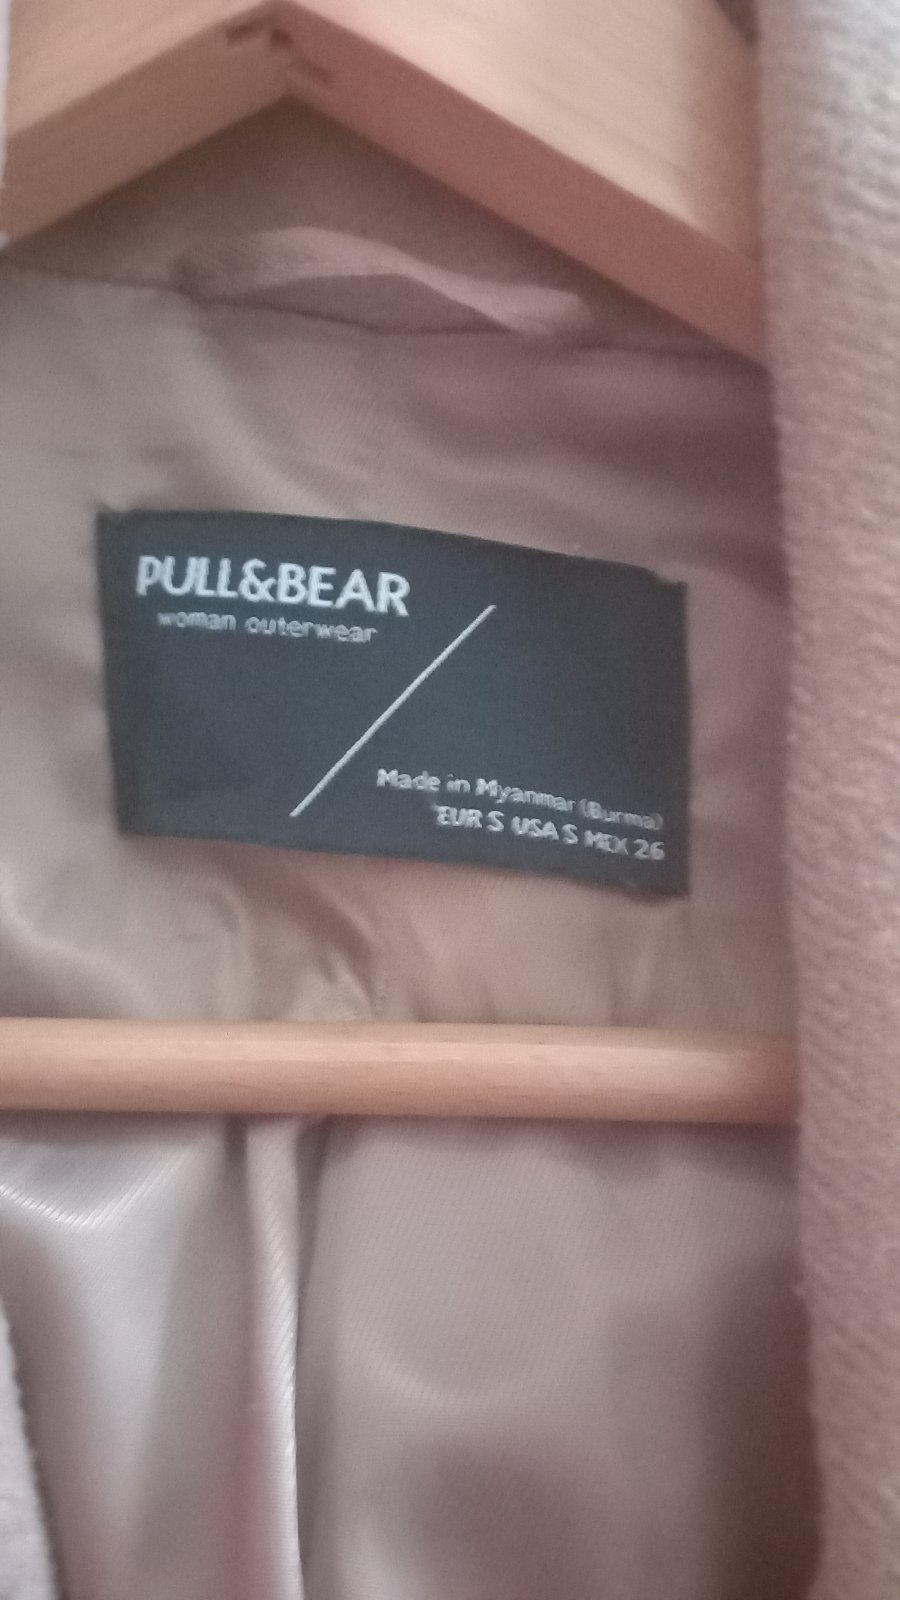 PULL&BEAR
woman outerwear
Made in Myanmar (Burma)
EUR S USA S MEX 26